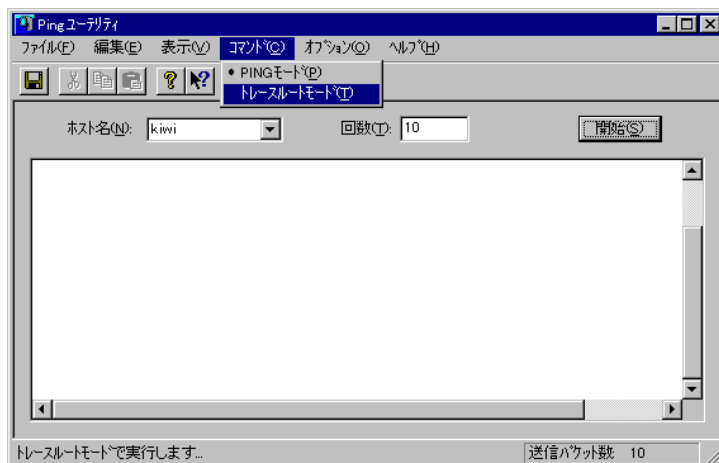 Pingユーテリティ
ファイル(F) 編集(E) 表示(V) コマンド(C) オプション(O) ヘルプ(H)
• PINGモード(P)
トレースルートモード(T)
ホスト名(N): kiwi 回数(T): 10 開始(S)
トレースルートモードで実行します... 送信パケット数 10